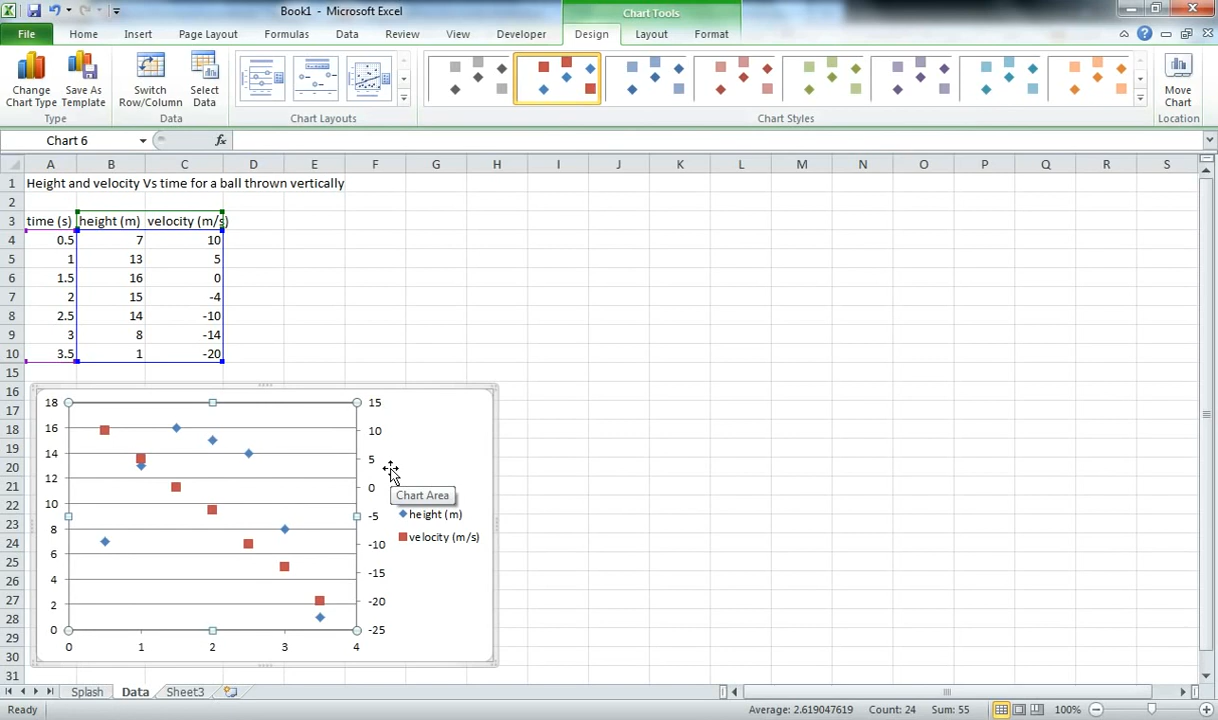 Book1 - Microsoft Excel
Chart Tools
File Home Insert Page Layout Formulas Data Review View Developer Design Layout Format
Change Chart Type
Save As Template
Switch Row/Column
Select Data
Move Chart
Type Data Chart Layouts Chart Styles Location
Chart 6 fx
A B C D E F G H I J K L M N O P Q R S
1 Height and velocity Vs time for a ball thrown vertically
2
3 time (s) height (m) velocity (m/s)
4 0.5 7 10
5 1 13 5
6 1.5 16 0
7 2 15 -4
8 2.5 14 -10
9 3 8 -14
10 3.5 1 -20
15
16
17
18
19
20
21
22
23
24
25
26
27
28
29
30
31
18 15
16 10
14 5
12 0
10 -5
8 -10
6 -15
4 -20
2 -25
0
0 1 2 3 4
Chart Area
height (m)
velocity (m/s)
Splash Data Sheet3
Ready Average: 2.619047619 Count: 24 Sum: 55 100%